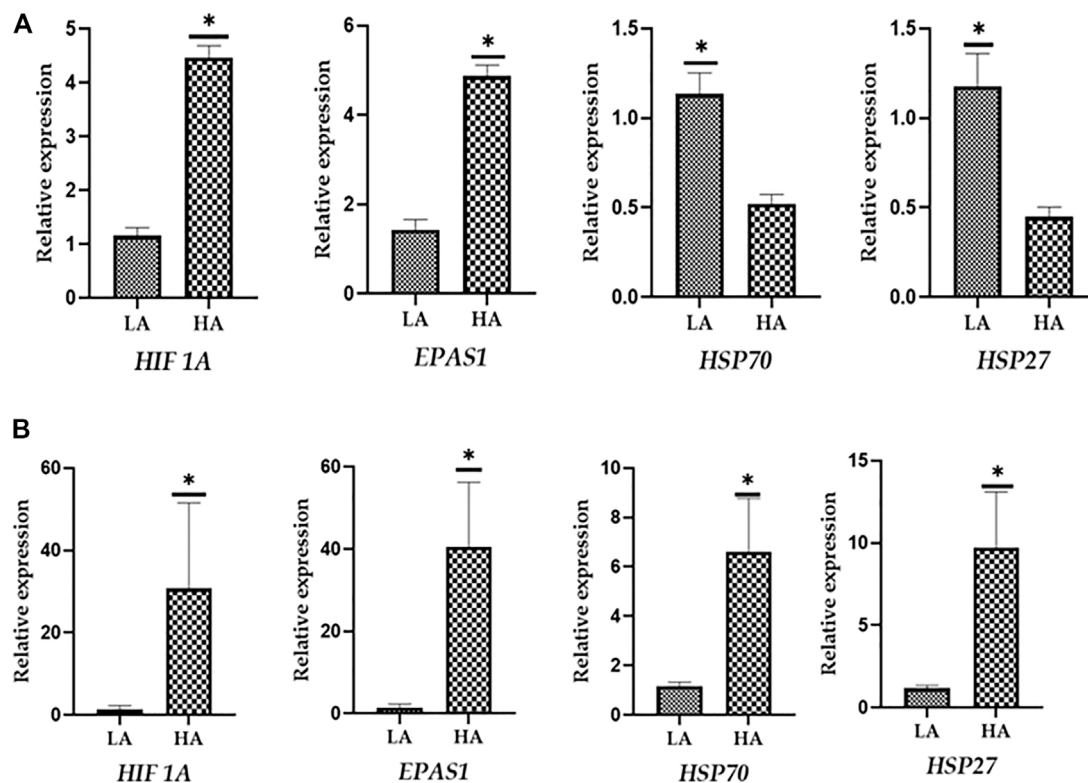 A
Relative expression
5
4
3
2
1
0
*
LA HA
HIF 1A
Relative expression
6
4
2
0
*
LA HA
EPAS1
Relative expression
1.5
1.0
0.5
0.0
*
LA HA
HSP70
Relative expression
1.5
1.0
0.5
0.0
*
LA HA
HSP27
B
Relative expression
60
40
20
0
*
LA HA
HIF 1A
Relative expression
60
40
20
0
*
LA HA
EPAS1
Relative expression
10
8
6
4
2
0
*
LA HA
HSP70
Relative expression
15
10
5
0
*
LA HA
HSP27